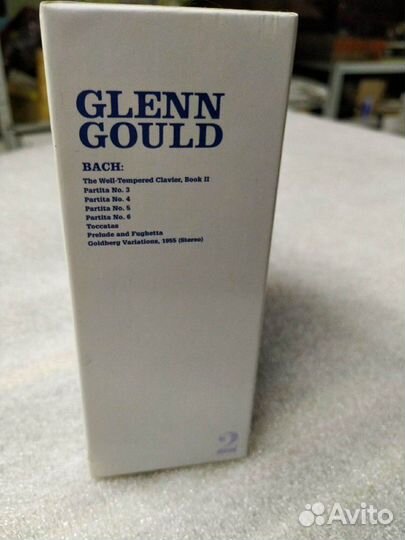 GLENN
GOULD
BACH:
The Well-Tempered Clavier, Book II
Partita No. 3
Partita No. 4
Partita No. 5
Partita No. 6
Toccatas
Prelude and Fughetta
Goldberg Variations, 1955 (Stereo)
2
Avito